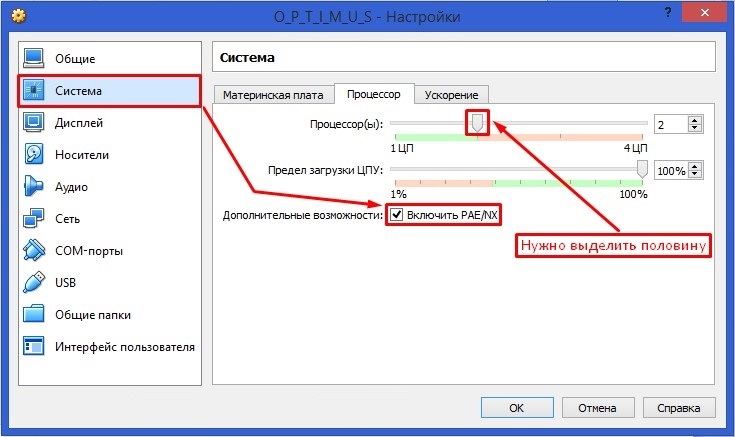 O_P_T_I_M_U_S - Настройки
Общие
Система
Дисплей
Носители
Аудио
Сеть
COM-порты
USB
Общие папки
Интерфейс пользователя
Система
Материнская плата Процессор Ускорение
Процессор(ы): 2
1 ЦП 4 ЦП
Предел загрузки ЦПУ: 100%
1% 100%
Дополнительные возможности: Включить PAE/NX
Нужно выделить половину
OK Отмена Справка